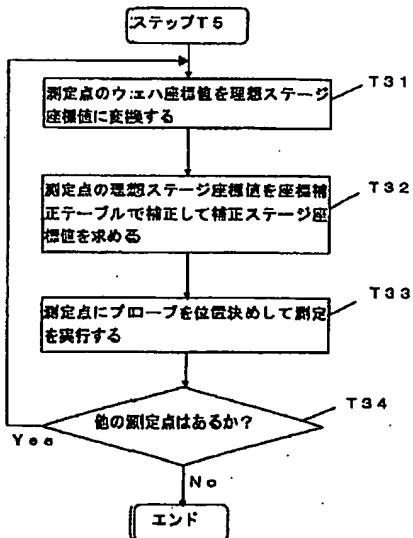 ステップT5
T31
測定点のウェハ座標値を理想ステージ
座標値に変換する
T32
測定点の理想ステージ座標値を座標補
正テーブルで補正して補正ステージ座
標値を求める
T33
測定点にプローブを位置決めして測定
を実行する
T34
他の測定点はあるか？
Yes
No
エンド